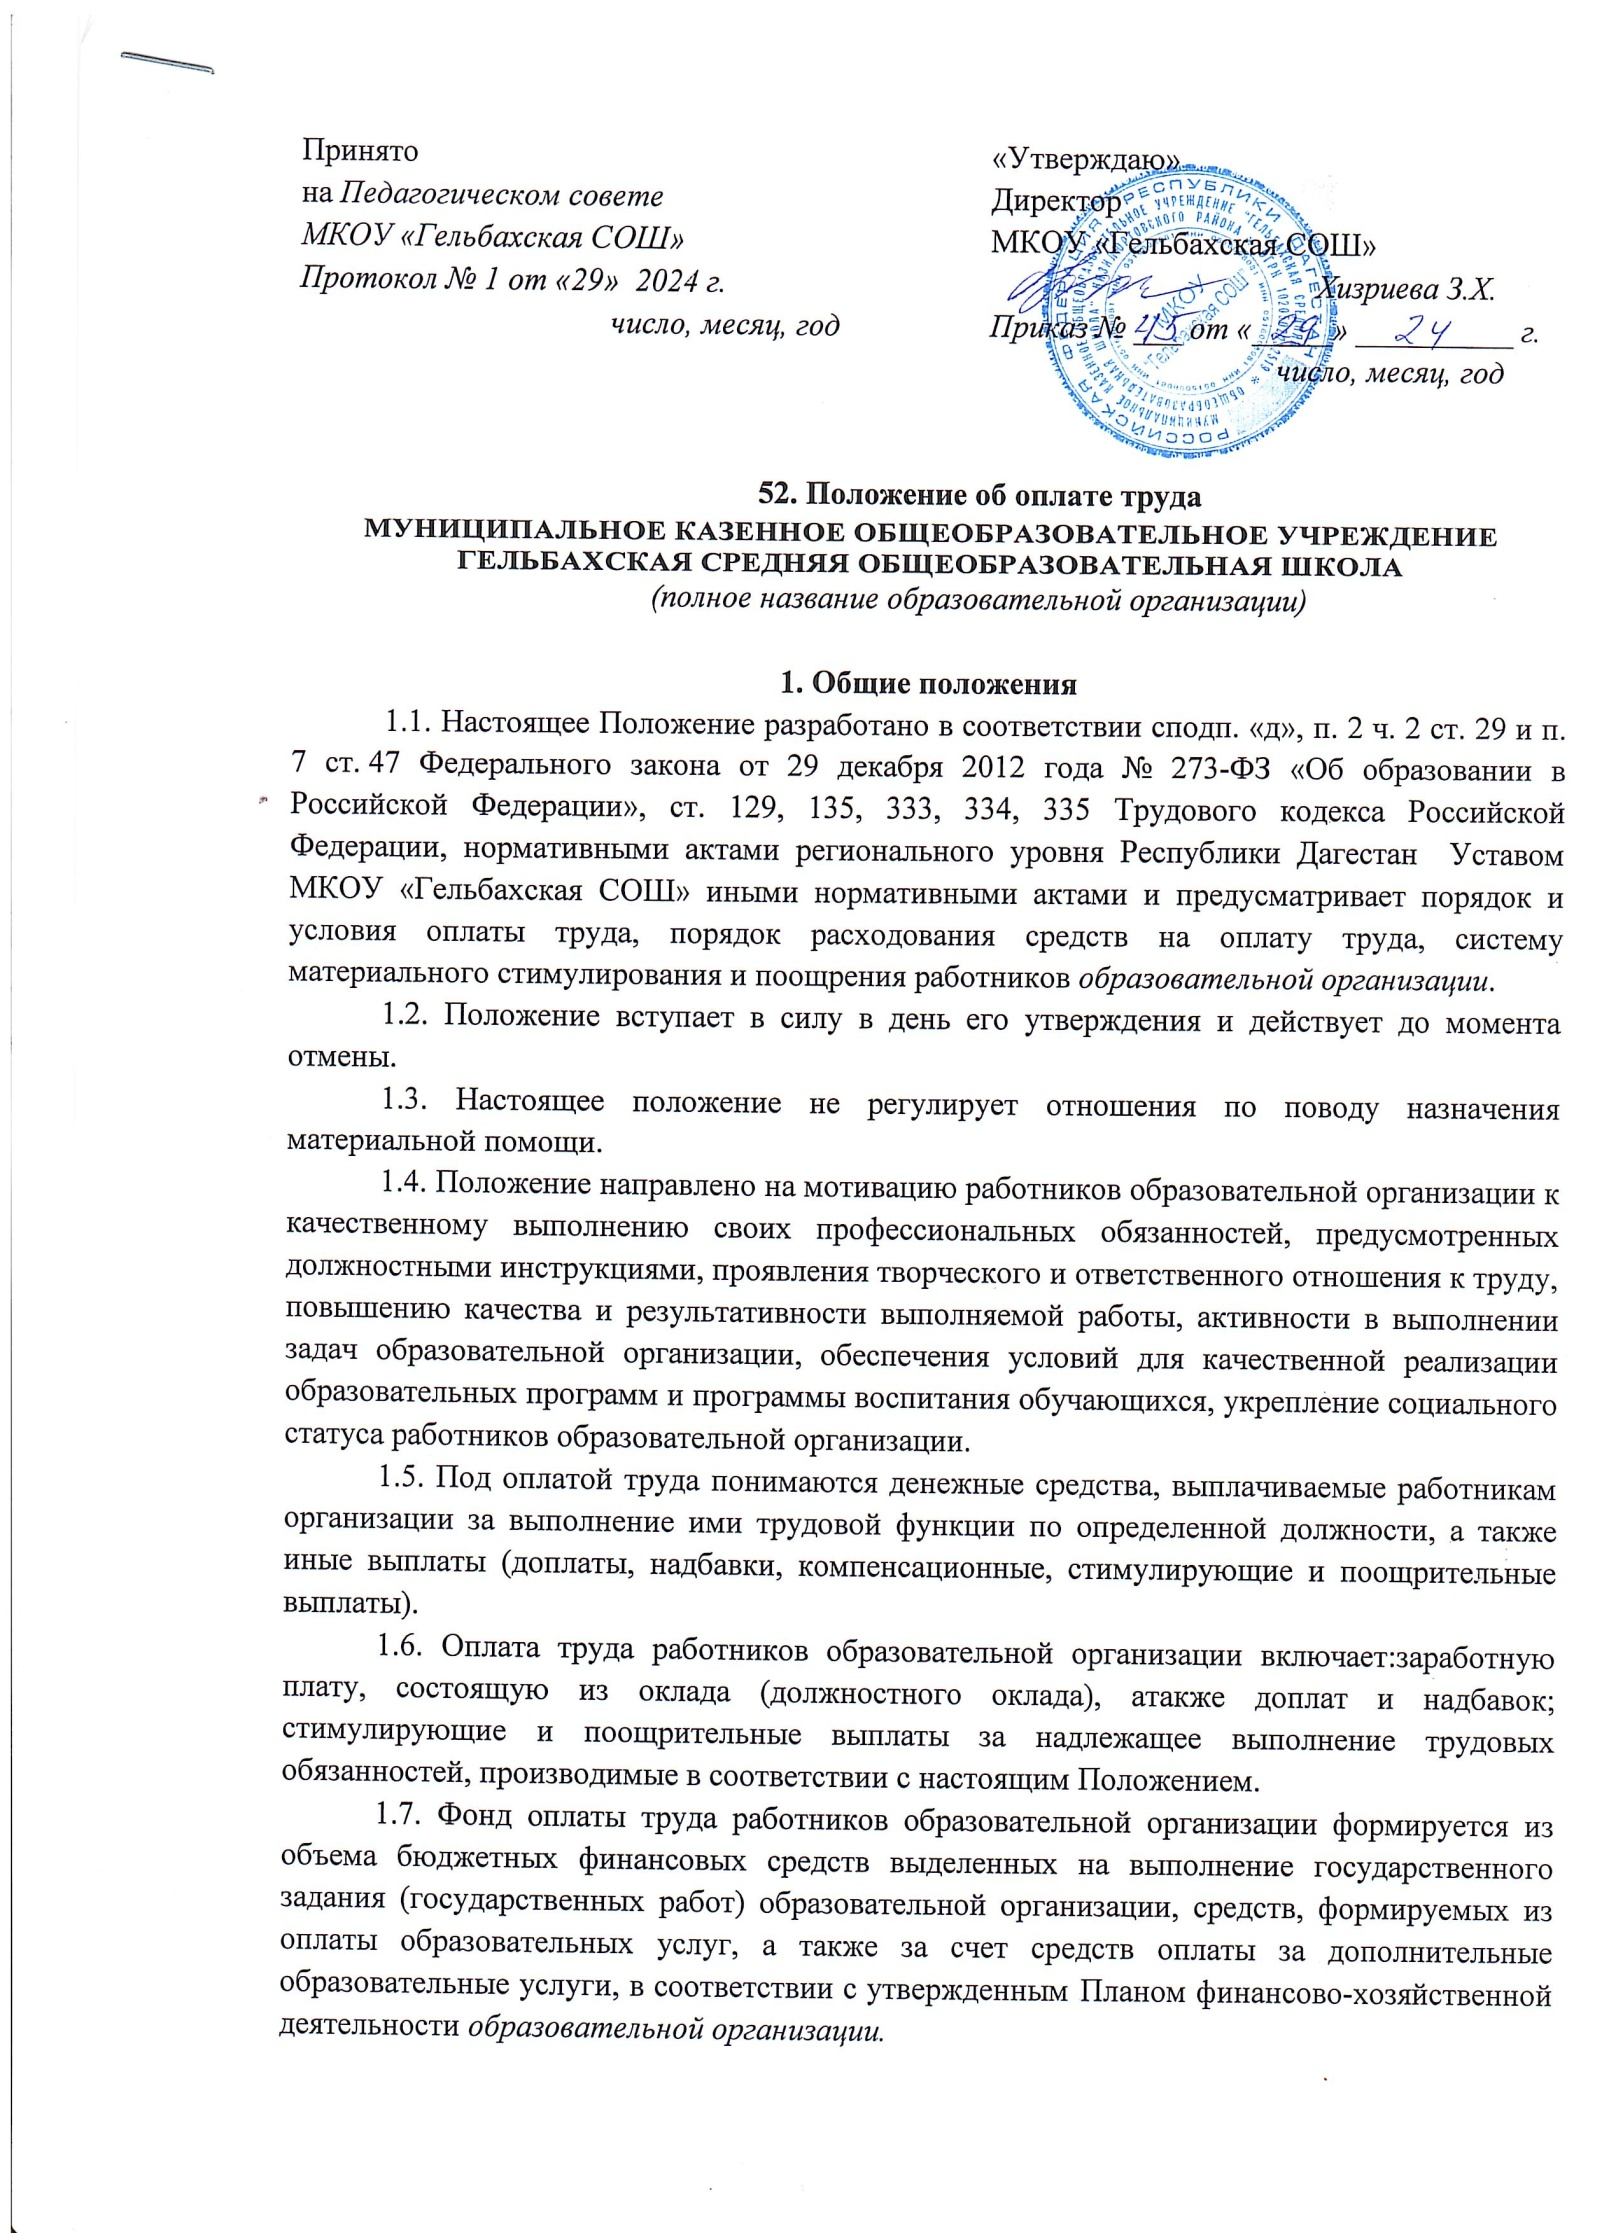 Принято
на Педагогическом совете
МКОУ «Гельбахская СОШ»
Протокол № 1 от «29»  2024 г.
число, месяц, год
«Утверждаю»
Директор
МКОУ «Гельбахская СОШ»
Хизриева З.Х.
Приказ № 45 от « 29 » 24 г.
число, месяц, год
РОССИЙСКАЯ ФЕДЕРАЦИЯ РЕСПУБЛИКИ ДАГЕСТАН
МКОУ
"Гельбахская СОШ"
52. Положение об оплате труда
МУНИЦИПАЛЬНОЕ КАЗЕННОЕ ОБЩЕОБРАЗОВАТЕЛЬНОЕ УЧРЕЖДЕНИЕ
ГЕЛЬБАХСКАЯ СРЕДНЯЯ ОБЩЕОБРАЗОВАТЕЛЬНАЯ ШКОЛА
(полное название образовательной организации)
1. Общие положения
1.1. Настоящее Положение разработано в соответствии сподп. «д», п. 2 ч. 2 ст. 29 и п.
7 ст. 47 Федерального закона от 29 декабря 2012 года № 273-ФЗ «Об образовании в
Российской Федерации», ст. 129, 135, 333, 334, 335 Трудового кодекса Российской
Федерации, нормативными актами регионального уровня Республики Дагестан  Уставом
МКОУ «Гельбахская СОШ» иными нормативными актами и предусматривает порядок и
условия оплаты труда, порядок расходования средств на оплату труда, систему
материального стимулирования и поощрения работников образовательной организации.
1.2. Положение вступает в силу в день его утверждения и действует до момента
отмены.
1.3. Настоящее положение не регулирует отношения по поводу назначения
материальной помощи.
1.4. Положение направлено на мотивацию работников образовательной организации к
качественному выполнению своих профессиональных обязанностей, предусмотренных
должностными инструкциями, проявления творческого и ответственного отношения к труду,
повышению качества и результативности выполняемой работы, активности в выполнении
задач образовательной организации, обеспечения условий для качественной реализации
образовательных программ и программы воспитания обучающихся, укрепление социального
статуса работников образовательной организации.
1.5. Под оплатой труда понимаются денежные средства, выплачиваемые работникам
организации за выполнение ими трудовой функции по определенной должности, а также
иные выплаты (доплаты, надбавки, компенсационные, стимулирующие и поощрительные
выплаты).
1.6. Оплата труда работников образовательной организации включает:заработную
плату, состоящую из оклада (должностного оклада), атакже доплат и надбавок;
стимулирующие и поощрительные выплаты за надлежащее выполнение трудовых
обязанностей, производимые в соответствии с настоящим Положением.
1.7. Фонд оплаты труда работников образовательной организации формируется из
объема бюджетных финансовых средств выделенных на выполнение государственного
задания (государственных работ) образовательной организации, средств, формируемых из
оплаты образовательных услуг, а также за счет средств оплаты за дополнительные
образовательные услуги, в соответствии с утвержденным Планом финансово-хозяйственной
деятельности образовательной организации.